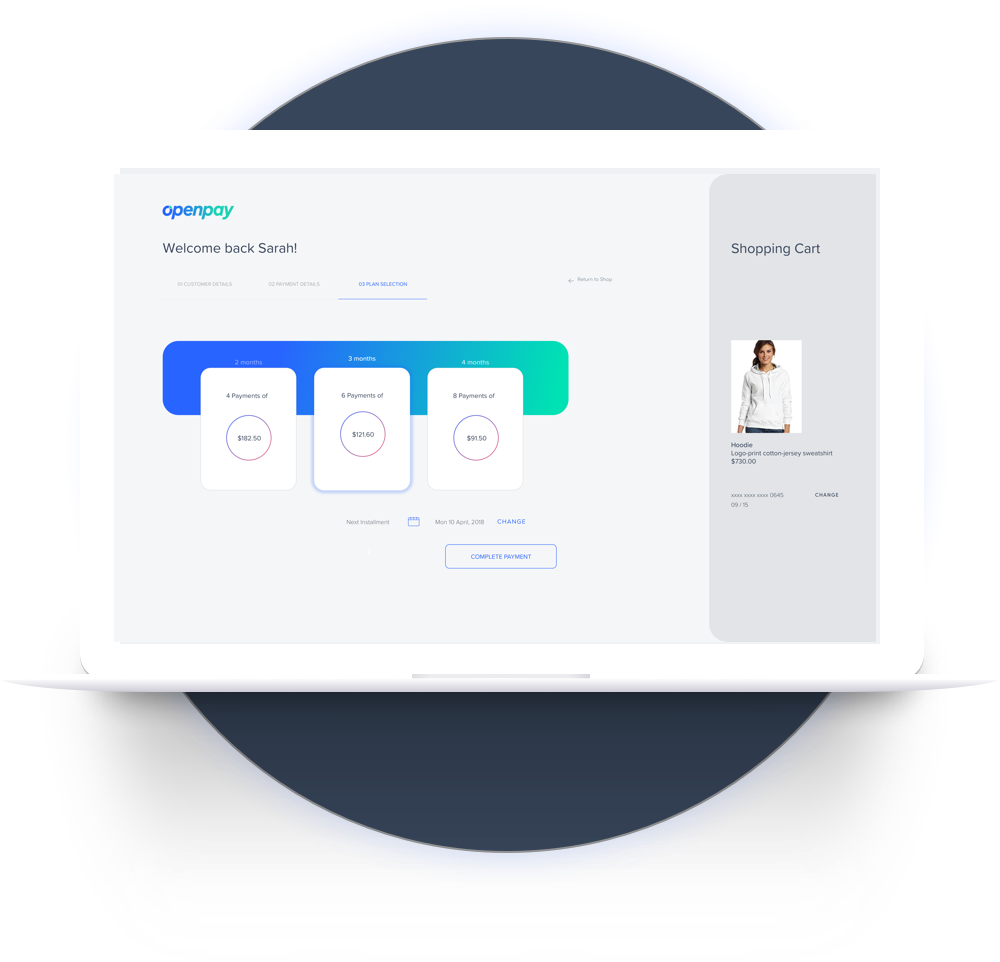 openpay
Welcome back Sarah!
01 CUSTOMER DETAILS
02 PAYMENT DETAILS
03 PLAN SELECTION
Return to Shop
2 months
3 months
4 months
4 Payments of
$182.50
6 Payments of
$121.60
8 Payments of
$91.50
Next Installment
Mon 10 April, 2018
CHANGE
COMPLETE PAYMENT
Shopping Cart
Hoodie
Logo-print cotton-jersey sweatshirt
$730.00
xxxx xxxx xxxx 0645
CHANGE
09 / 15